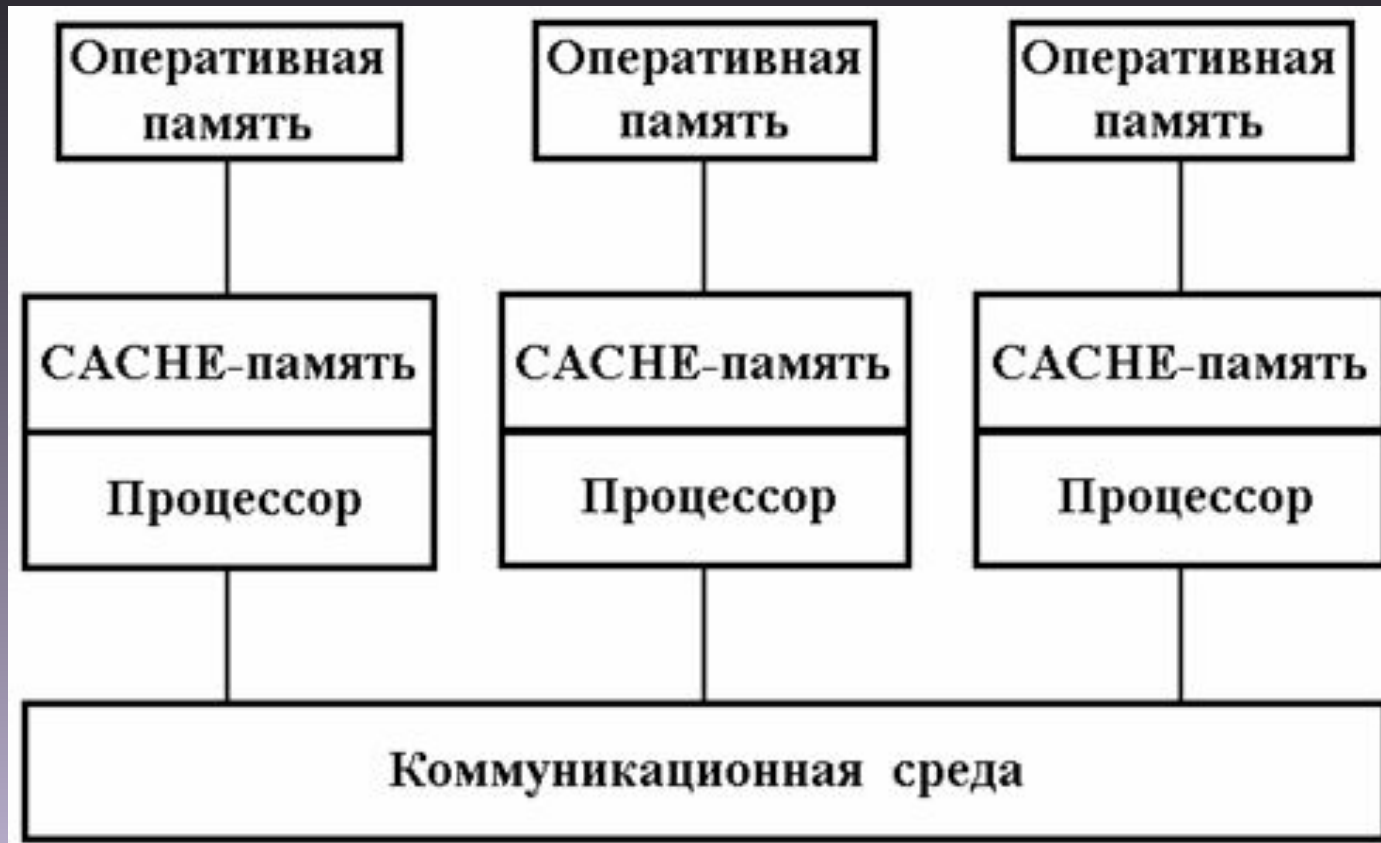 Оперативная
память
Оперативная
память
Оперативная
память
CACHE-память
CACHE-память
CACHE-память
Процессор
Процессор
Процессор
Коммуникационная среда